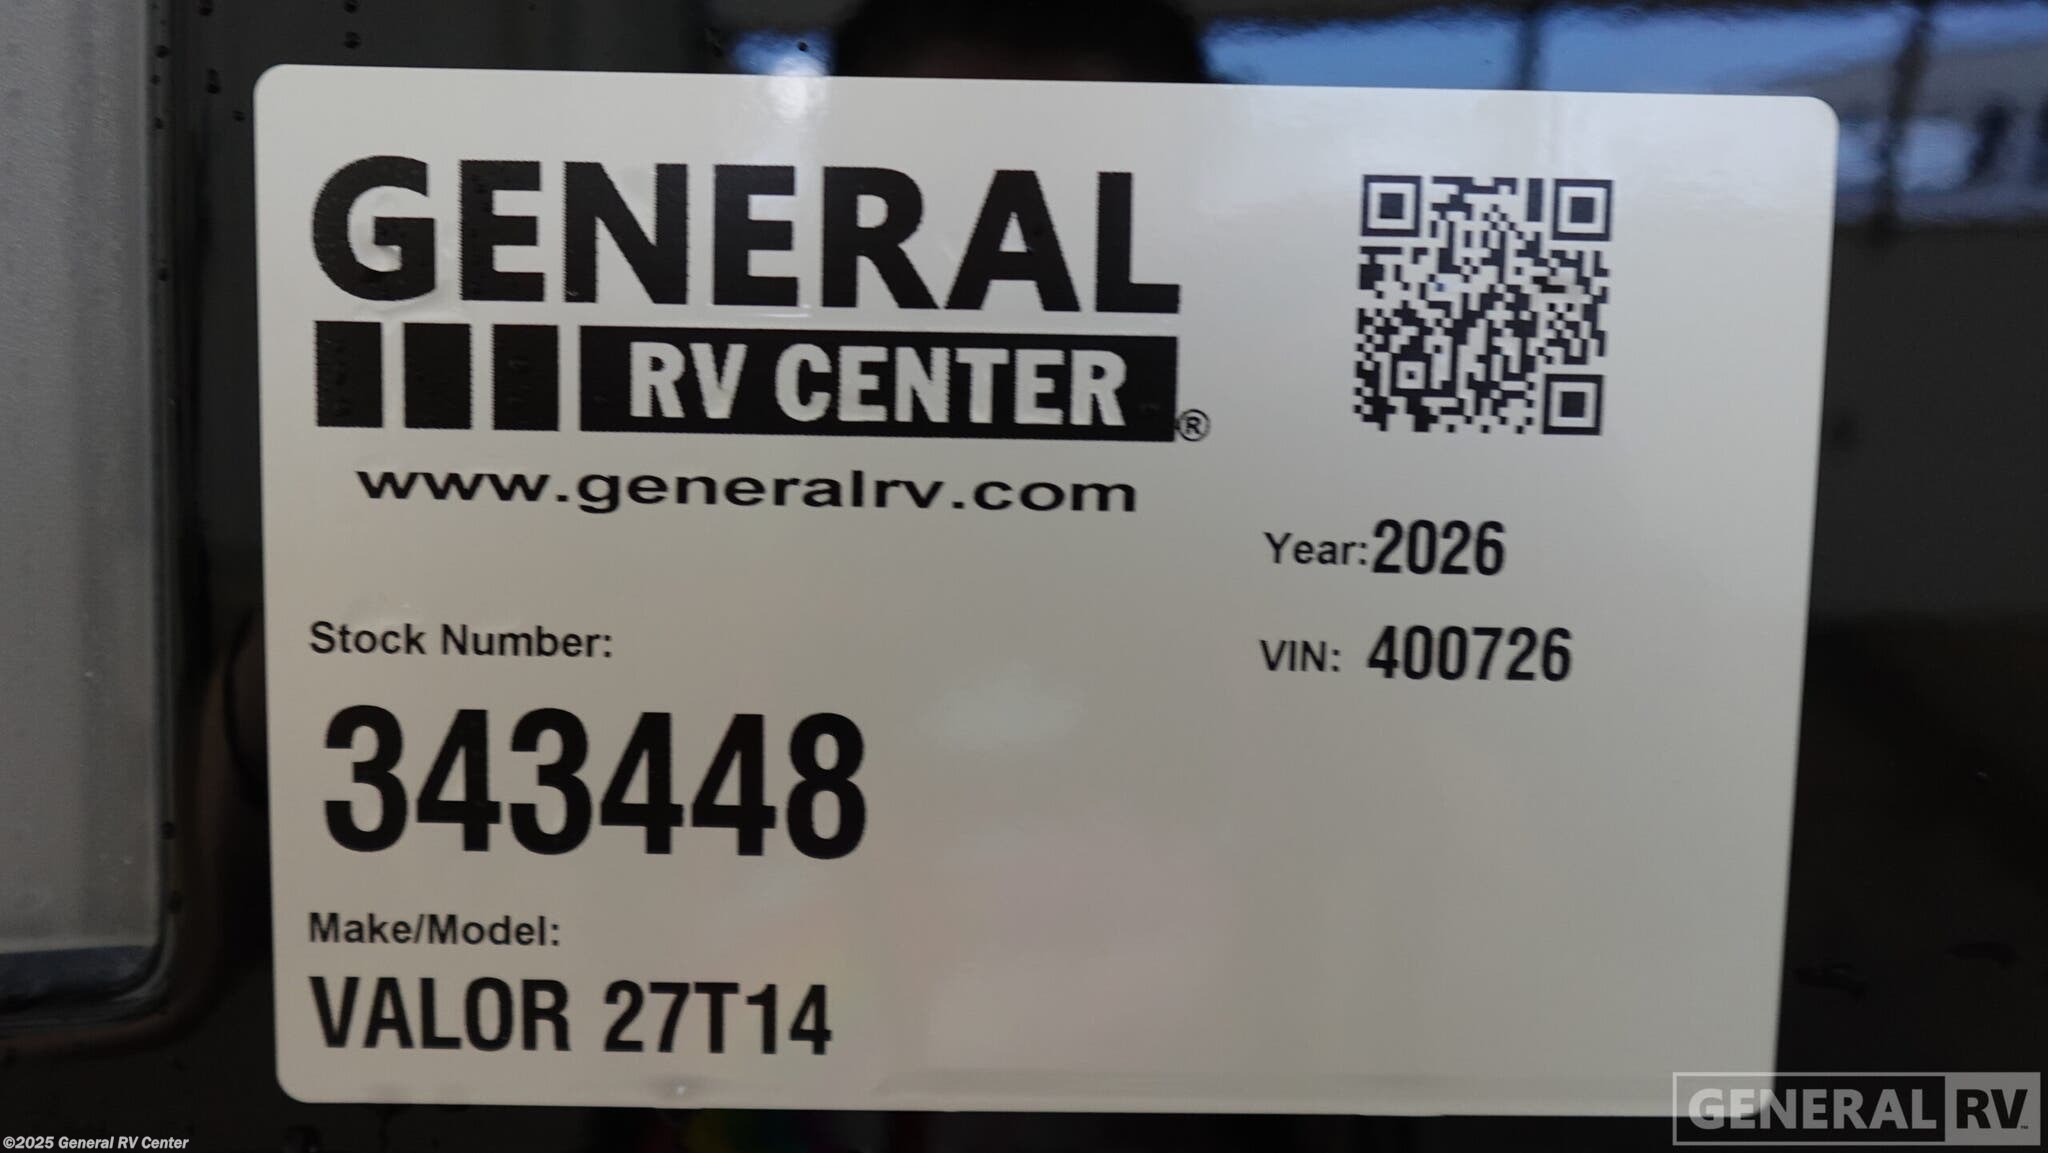 GENERAL
RV CENTER®
www.generalrv.com
Year: 2026
Stock Number:
VIN: 400726
343448
Make/Model:
VALOR 27T14
GENERAL RV™
©2025 General RV Center